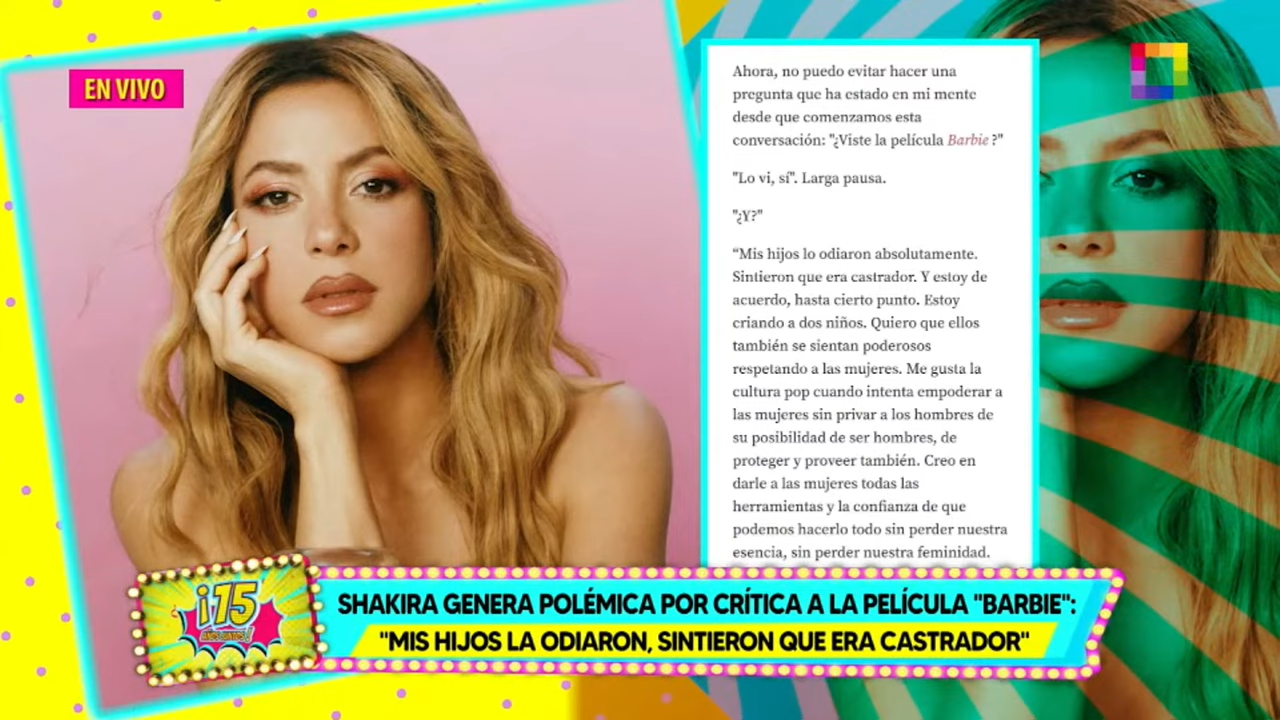 EN VIVO
Ahora, no puedo evitar hacer una
pregunta que ha estado en mi mente
desde que comenzamos esta
conversación: "¿Viste la película Barbie ?"
"Lo vi, sí". Larga pausa.
"¿Y?"
“Mis hijos lo odiaron absolutamente.
Sintieron que era castrador. Y estoy de
acuerdo, hasta cierto punto. Estoy
criando a dos niños. Quiero que ellos
también se sientan poderosos
respetando a las mujeres. Me gusta la
cultura pop cuando intenta empoderar a
las mujeres sin privar a los hombres de
su posibilidad de ser hombres, de
proteger y proveer también. Creo en
darle a las mujeres todas las
herramientas y la confianza de que
podemos hacerlo todo sin perder nuestra
esencia, sin perder nuestra feminidad.
¡15
AÑOS JUNTOS!
SHAKIRA GENERA POLÉMICA POR CRÍTICA A LA PELÍCULA "BARBIE":
"MIS HIJOS LA ODIARON, SINTIERON QUE ERA CASTRADOR"